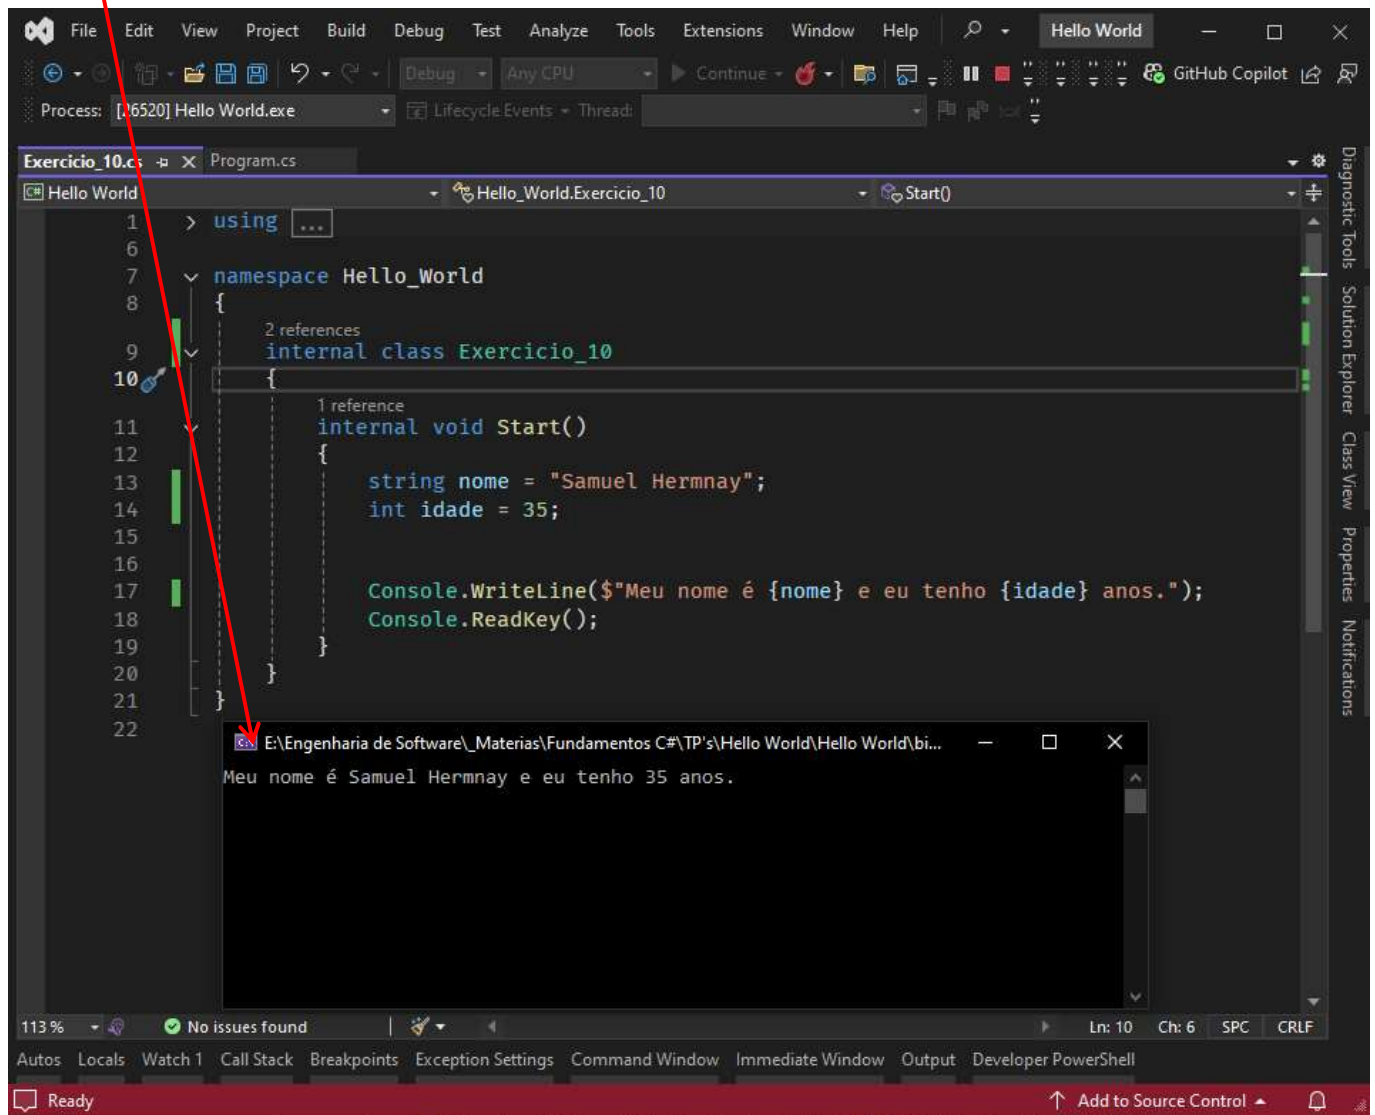 File Edit View Project Build Debug Test Analyze Tools Extensions Window Help Hello World
Debug Any CPU Continue GitHub Copilot
Process: [26520] Hello World.exe Lifecycle Events Thread:
Exercicio_10.cs Program.cs
C# Hello World Hello_World.Exercicio_10 Start()
1 using ...
6
7 namespace Hello_World
8 {
2 references
9 internal class Exercicio_10
10 {
1 reference
11 internal void Start()
12 {
13 string nome = "Samuel Hermnay";
14 int idade = 35;
15
16
17 Console.WriteLine($"Meu nome é {nome} e eu tenho {idade} anos.");
18 Console.ReadKey();
19 }
20 }
21 }
22
E:\Engenharia de Software\_Materias\Fundamentos C#\TP's\Hello World\Hello World\bi...
Meu nome é Samuel Hermnay e eu tenho 35 anos.
113 % No issues found Ln: 10 Ch: 6 SPC CRLF
Autos Locals Watch 1 Call Stack Breakpoints Exception Settings Command Window Immediate Window Output Developer PowerShell
Ready Add to Source Control
Diagnostic Tools
Solution Explorer
Class View
Properties
Notifications